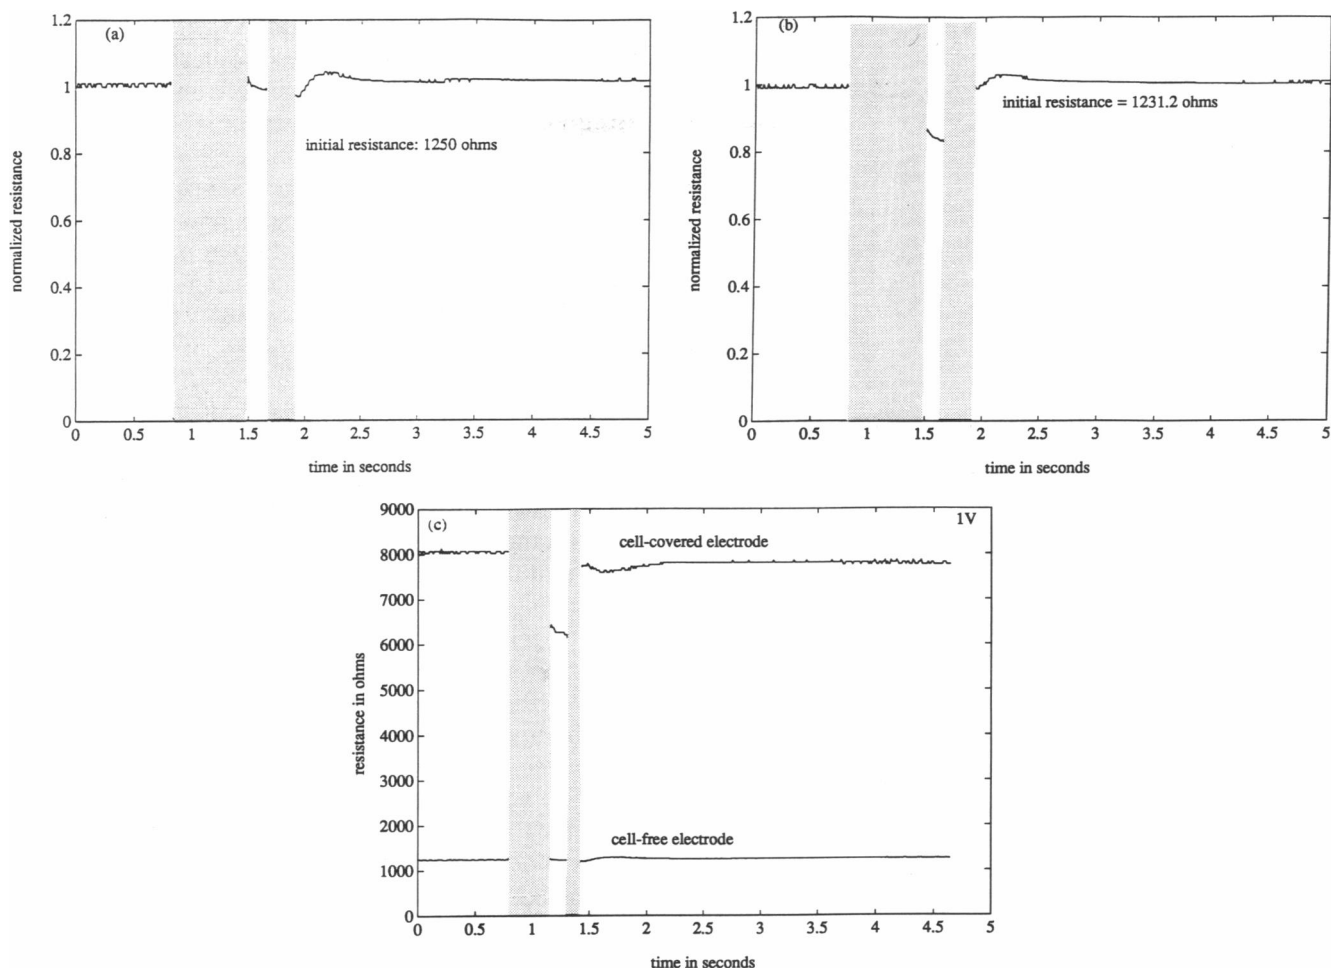 (a)
1.2
1
0.8
0.6
0.4
0.2
0
normalized resistance
initial resistance: 1250 ohms
0 0.5 1 1.5 2 2.5 3 3.5 4 4.5 5
time in seconds
(b)
1.2
1
0.8
0.6
0.4
0.2
0
normalized resistance
initial resistance = 1231.2 ohms
0 0.5 1 1.5 2 2.5 3 3.5 4 4.5 5
time in seconds
(c)
1V
9000
8000
7000
6000
5000
4000
3000
2000
1000
0
resistance in ohms
cell-covered electrode
cell-free electrode
0 0.5 1 1.5 2 2.5 3 3.5 4 4.5 5
time in seconds